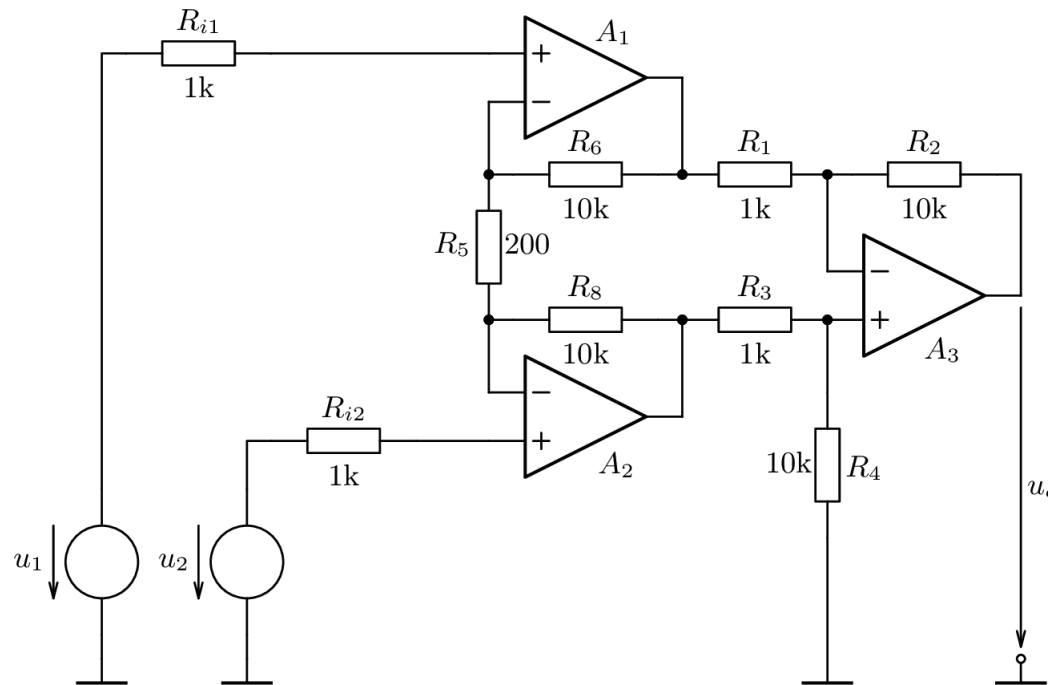 R_{i1}
1k
A_1
+
−
R_6
10k
R_1
1k
R_2
10k
R_5
200
R_8
10k
R_3
1k
−
+
A_3
R_{i2}
1k
−
+
A_2
10k
R_4
u_1
u_2